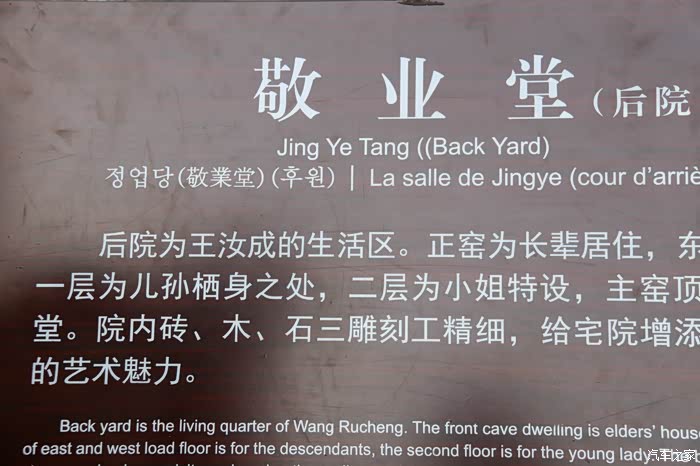 敬业堂（后院
Jing Ye Tang ((Back Yard)
정업당(敬業堂)(후원) | La salle de Jingye (cour d'arriè
后院为王汝成的生活区。正窑为长辈居住，东
一层为儿孙栖身之处，二层为小姐特设，主窑顶
堂。院内砖、木、石三雕刻工精细，给宅院增添
的艺术魅力。
Back yard is the living quarter of Wang Rucheng. The front cave dwelling is elders' house
of east and west load floor is for the descendants, the second floor is for the young lady
汽车之家